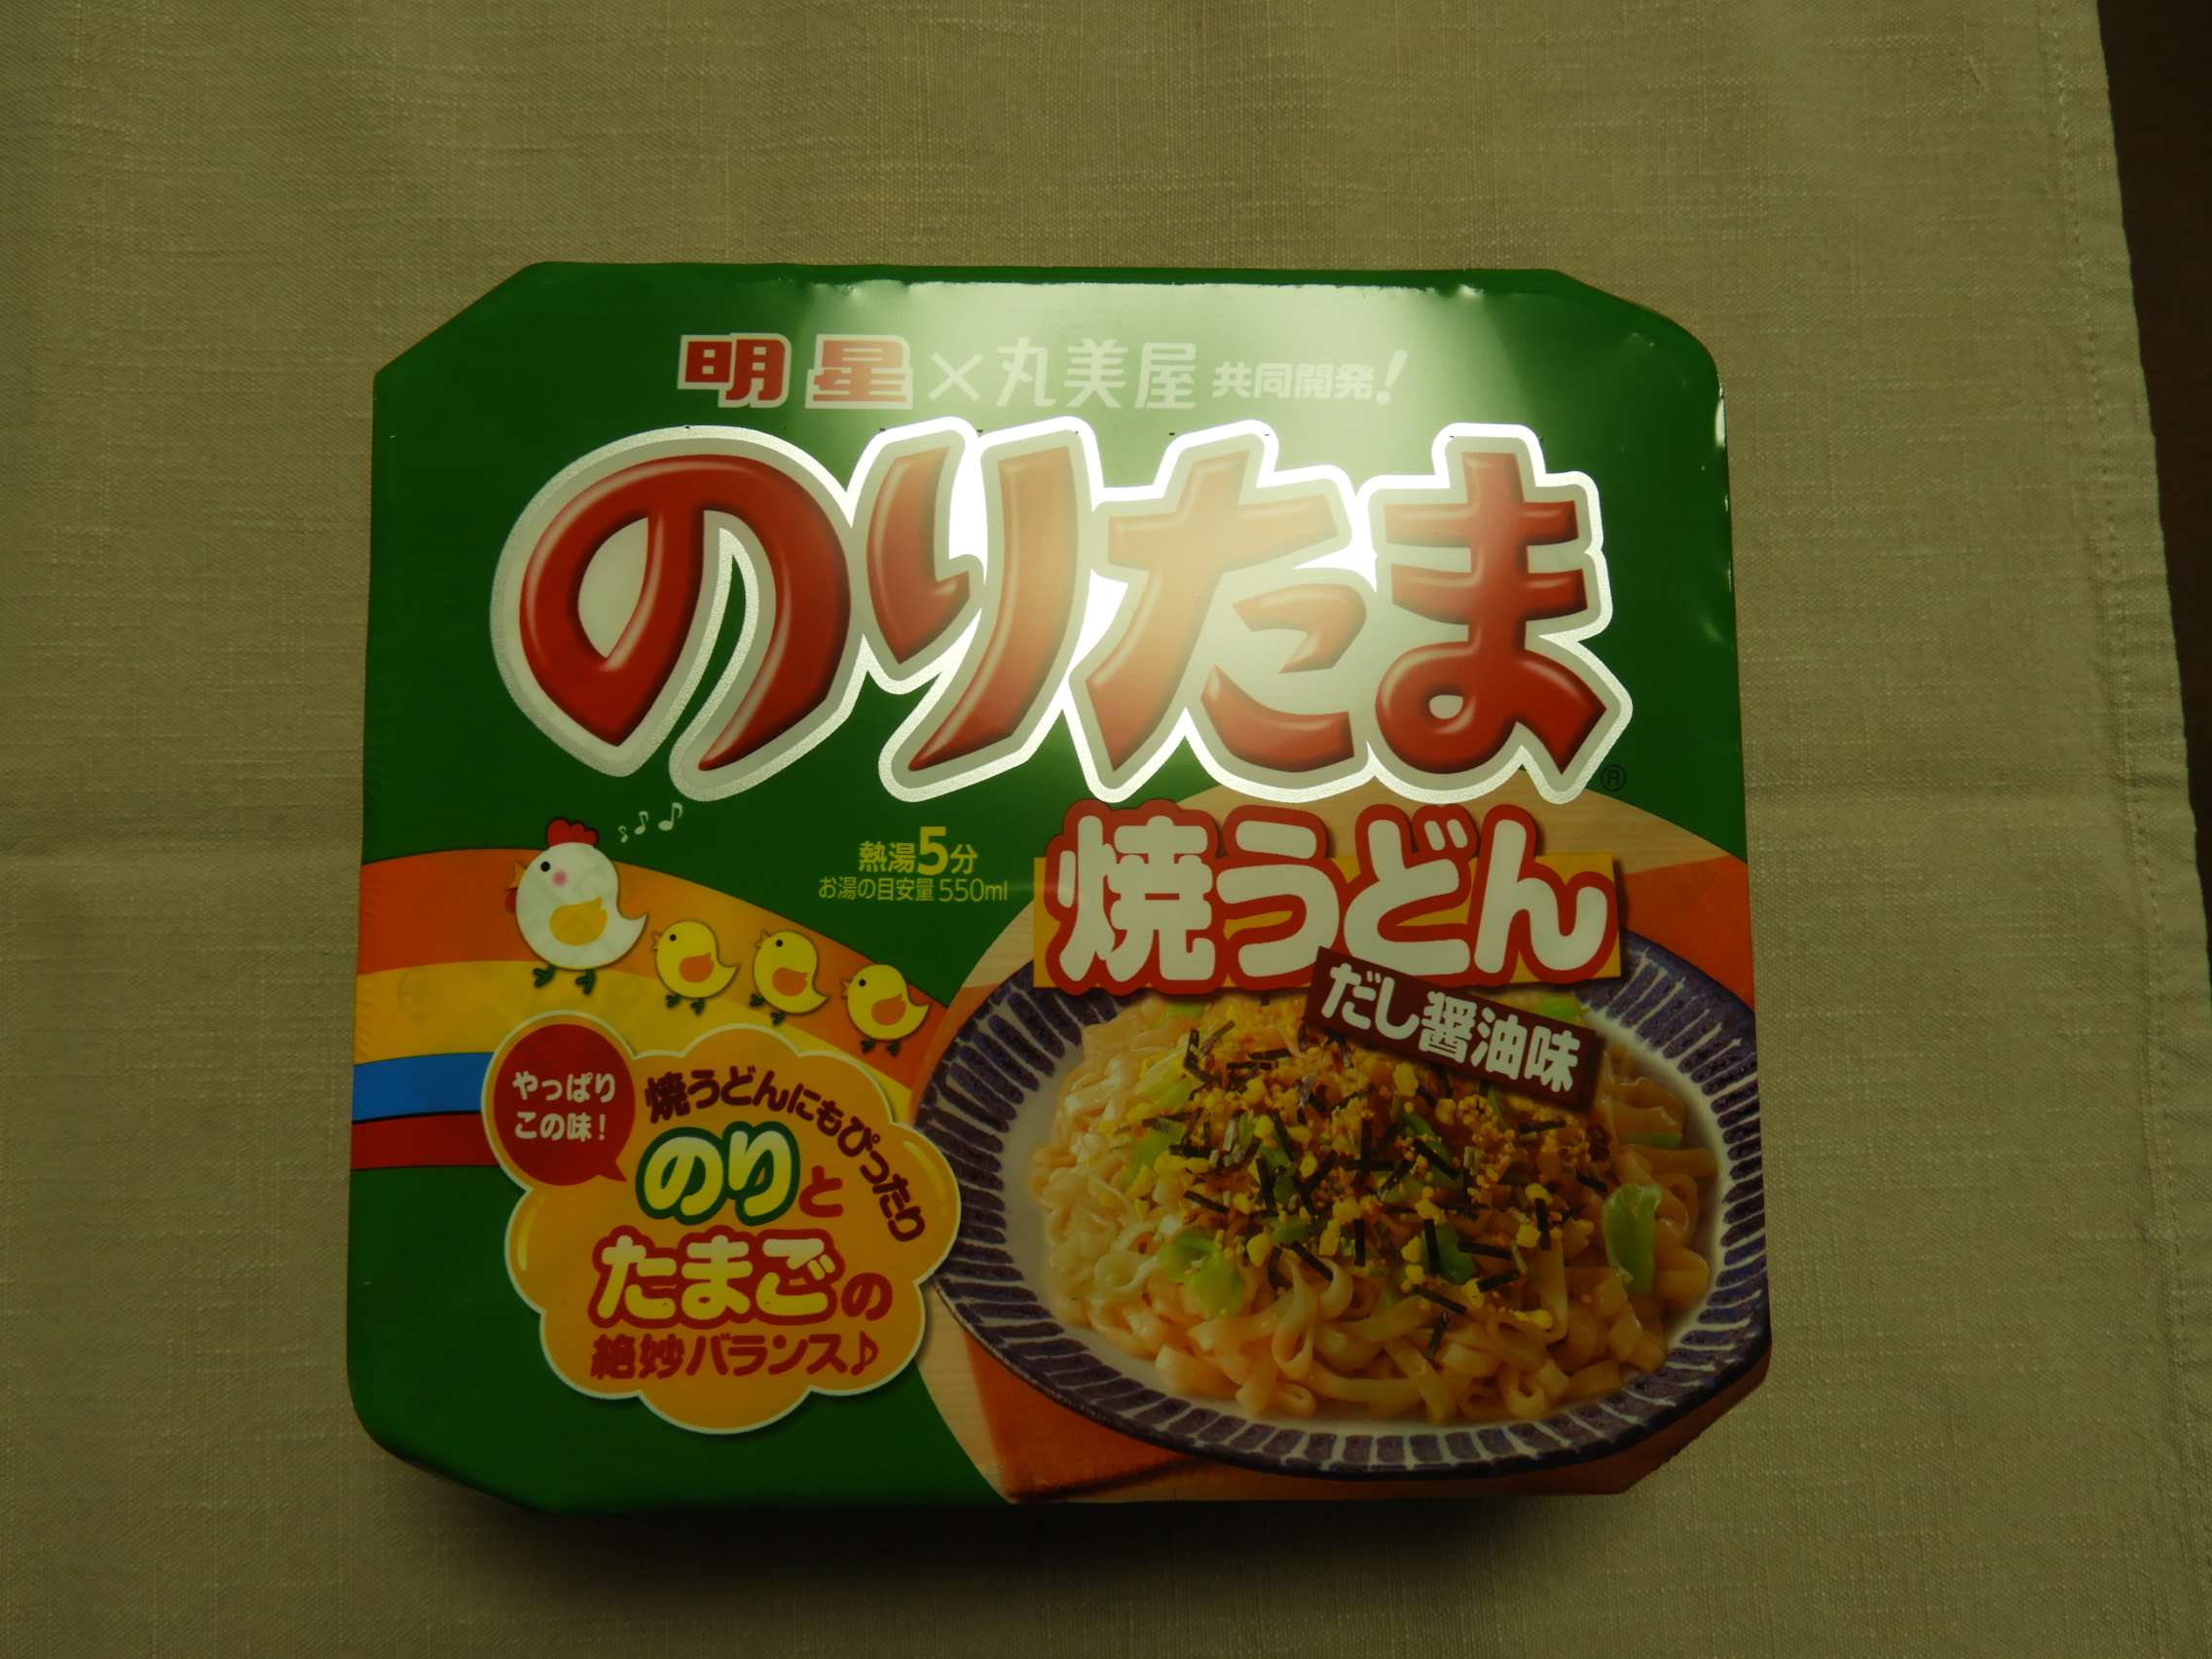 明星×丸美屋 共同開発!
のりたま®
焼うどん
だし醤油味
熱湯5分
お湯の目安量550ml
やっぱり
この味!
焼うどんにもぴったり
のりと
たまごの
絶妙バランス♪